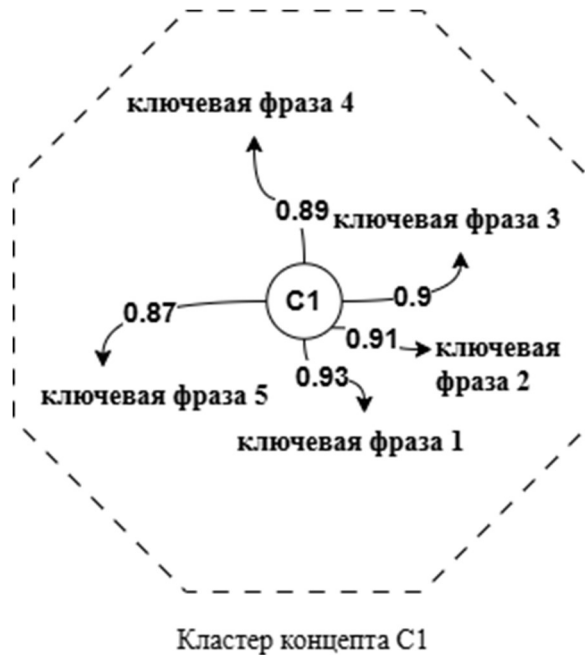 ключевая фраза 4
0.89
ключевая фраза 3
C1
0.9
0.87
0.91
ключевая
фраза 2
0.93
ключевая фраза 5
ключевая фраза 1
Кластер концепта C1